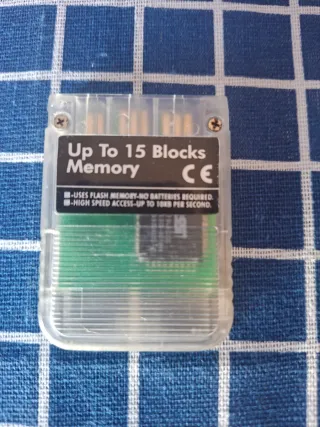 Up To 15 Blocks
Memory
CE
-USES FLASH MEMORY-NO BATTERIES REQUIRED.
-HIGH SPEED ACCESS-UP TO 10KB PER SECOND.